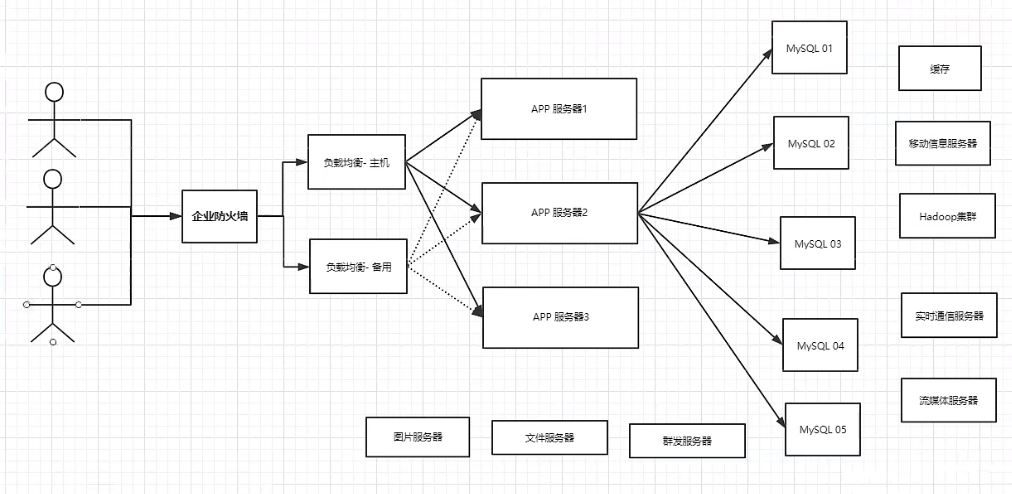 企业防火墙
负载均衡- 主机
负载均衡- 备用
APP 服务器1
APP 服务器2
APP 服务器3
MySQL 01
MySQL 02
MySQL 03
MySQL 04
MySQL 05
缓存
移动信息服务器
Hadoop集群
实时通信服务器
流媒体服务器
图片服务器
文件服务器
群发服务器